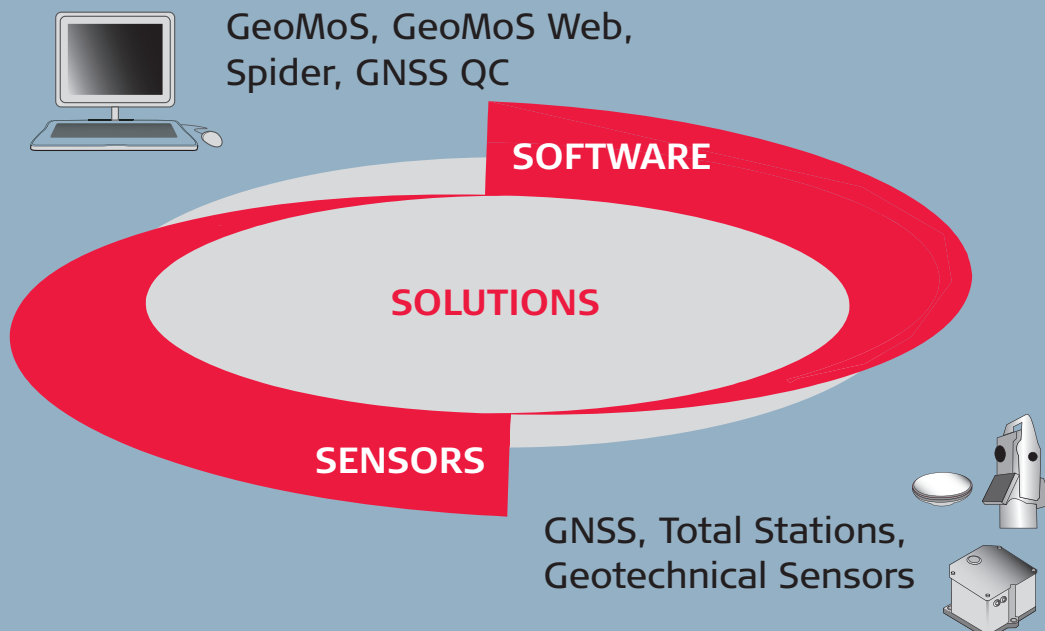 GeoMoS, GeoMoS Web,
Spider, GNSS QC
SOFTWARE
SOLUTIONS
SENSORS
GNSS, Total Stations,
Geotechnical Sensors